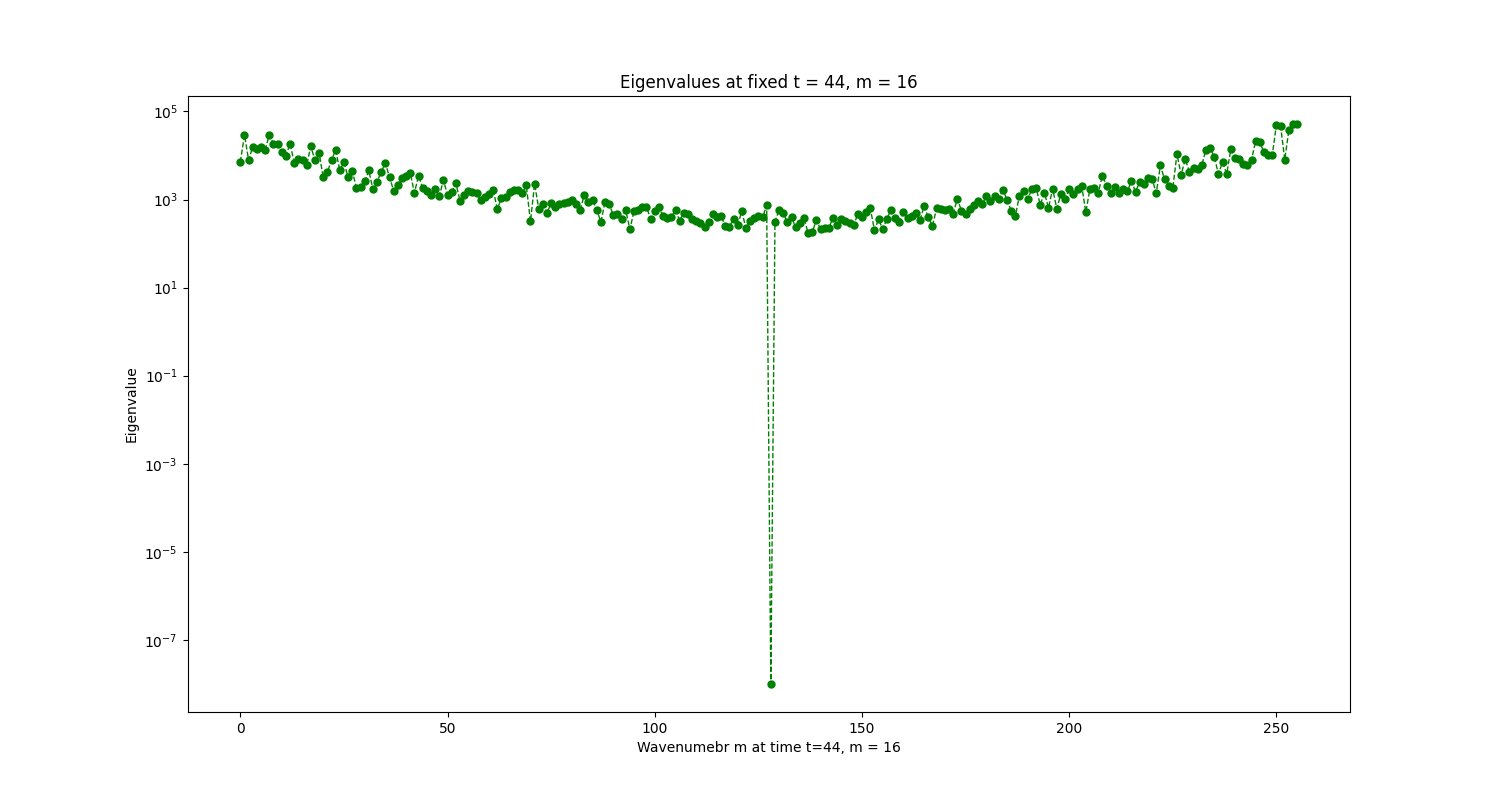 Eigenvalues at fixed t = 44, m = 16
10^5
10^3
10^1
10^−1
10^−3
10^−5
10^−7
Eigenvalue
0 50 100 150 200 250
Wavenumebr m at time t=44, m = 16